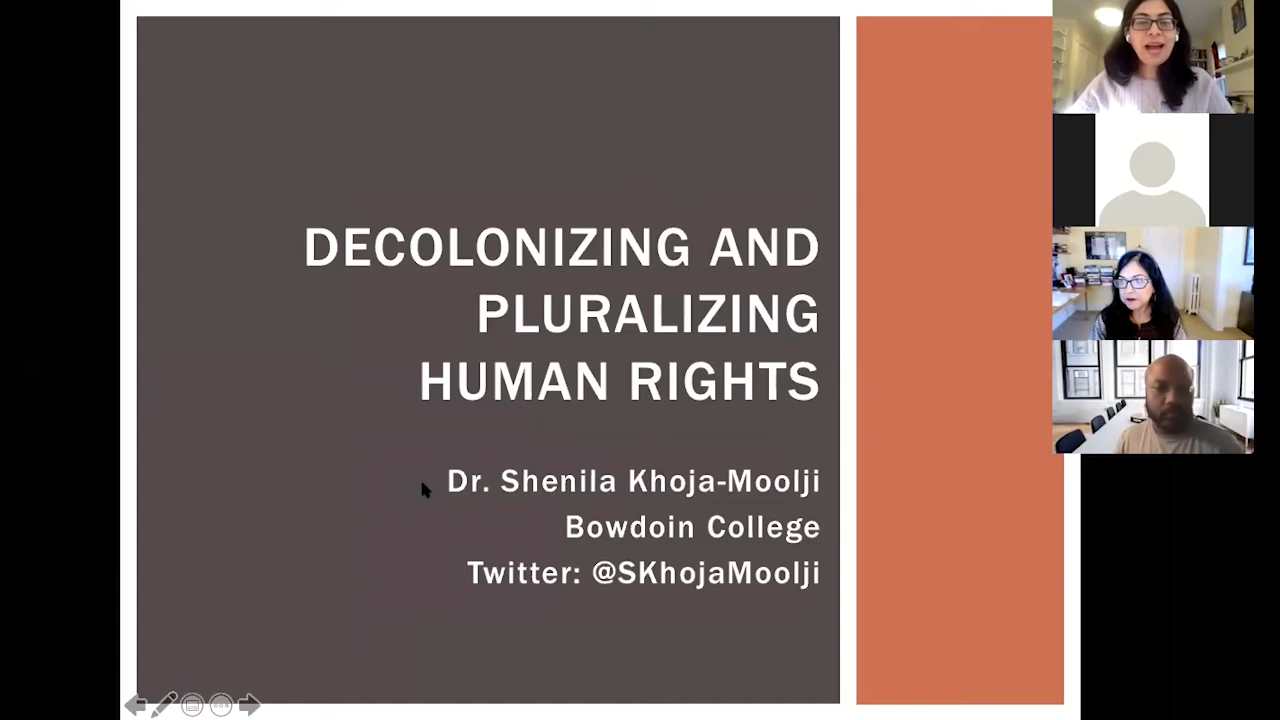 DECOLONIZING AND
PLURALIZING
HUMAN RIGHTS
Dr. Shenila Khoja-Moolji
Bowdoin College
Twitter: @SKhojaMoolji